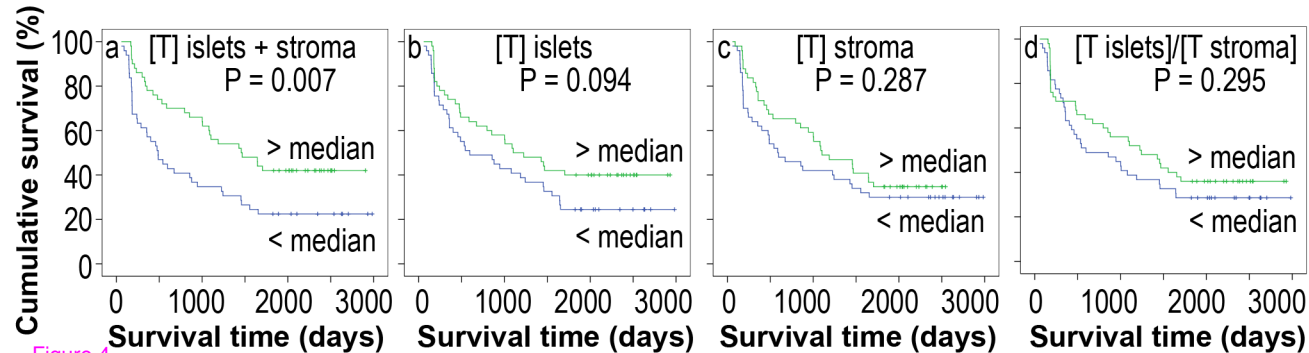 Cumulative survival (%)
100
80
60
40
20
0
a [T] islets + stroma
P = 0.007
> median
< median
0 1000 2000 3000
Survival time (days)
b [T] islets
P = 0.094
> median
< median
0 1000 2000 3000
Survival time (days)
c [T] stroma
P = 0.287
> median
< median
0 1000 2000 3000
Survival time (days)
d [T islets]/[T stroma]
P = 0.295
> median
< median
0 1000 2000 3000
Survival time (days)
Figure 4